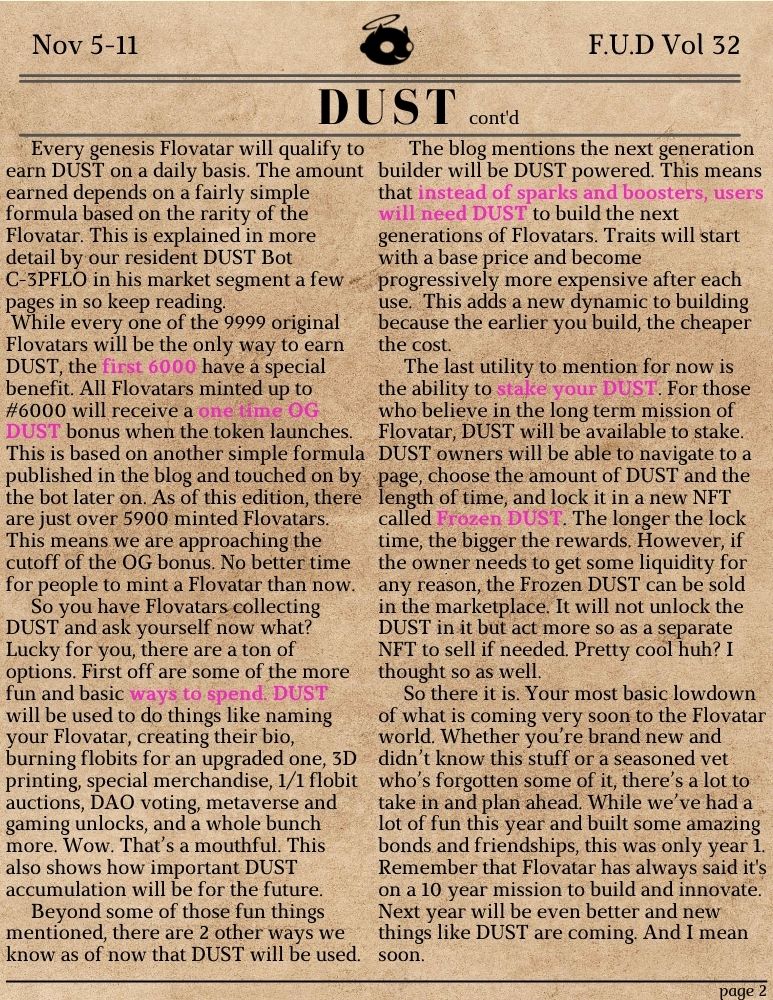 Nov 5-11
F.U.D Vol 32
DUST cont'd
Every genesis Flovatar will qualify to
earn DUST on a daily basis. The amount
earned depends on a fairly simple
formula based on the rarity of the
Flovatar. This is explained in more
detail by our resident DUST Bot
C-3PFLO in his market segment a few
pages in so keep reading.
While every one of the 9999 original
Flovatars will be the only way to earn
DUST, the first 6000 have a special
benefit. All Flovatars minted up to
#6000 will receive a one time OG
DUST bonus when the token launches.
This is based on another simple formula
published in the blog and touched on by
the bot later on. As of this edition, there
are just over 5900 minted Flovatars.
This means we are approaching the
cutoff of the OG bonus. No better time
for people to mint a Flovatar than now.
So you have Flovatars collecting
DUST and ask yourself now what?
Lucky for you, there are a ton of
options. First off are some of the more
fun and basic ways to spend. DUST
will be used to do things like naming
your Flovatar, creating their bio,
burning flobits for an upgraded one, 3D
printing, special merchandise, 1/1 flobit
auctions, DAO voting, metaverse and
gaming unlocks, and a whole bunch
more. Wow. That's a mouthful. This
also shows how important DUST
accumulation will be for the future.
Beyond some of those fun things
mentioned, there are 2 other ways we
know as of now that DUST will be used.
The blog mentions the next generation
builder will be DUST powered. This means
that instead of sparks and boosters, users
will need DUST to build the next
generations of Flovatars. Traits will start
with a base price and become
progressively more expensive after each
use. This adds a new dynamic to building
because the earlier you build, the cheaper
the cost.
The last utility to mention for now is
the ability to stake your DUST. For those
who believe in the long term mission of
Flovatar, DUST will be available to stake.
DUST owners will be able to navigate to a
page, choose the amount of DUST and the
length of time, and lock it in a new NFT
called Frozen DUST. The longer the lock
time, the bigger the rewards. However, if
the owner needs to get some liquidity for
any reason, the Frozen DUST can be sold
in the marketplace. It will not unlock the
DUST in it but act more so as a separate
NFT to sell if needed. Pretty cool huh? I
thought so as well.
So there it is. Your most basic lowdown
of what is coming very soon to the Flovatar
world. Whether you're brand new and
didn't know this stuff or a seasoned vet
who's forgotten some of it, there's a lot to
take in and plan ahead. While we've had a
lot of fun this year and built some amazing
bonds and friendships, this was only year 1.
Remember that Flovatar has always said it's
on a 10 year mission to build and innovate.
Next year will be even better and new
things like DUST are coming. And I mean
soon.
page 2